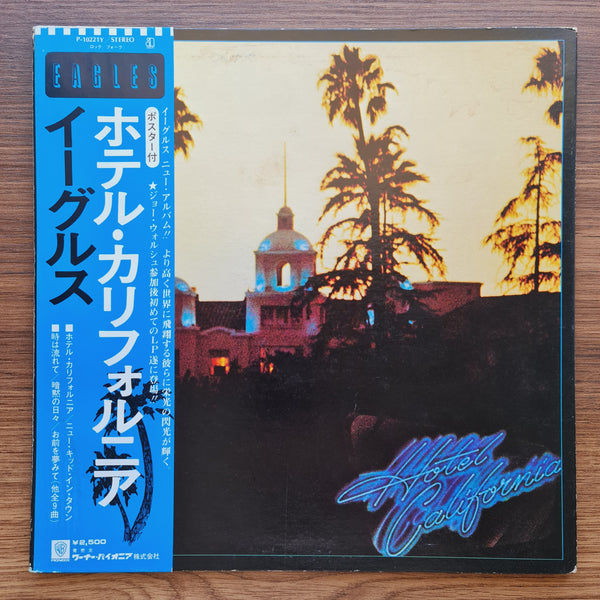 P-10221Y / STEREO
ロック フォーク
EAGLES
ホテル・カリフォルニア
イーグルス
ポスター付
イーグルス ニュー・アルバム!! より高く世界に飛翔する彼らに栄光の閃光が輝く。
★ジョー・ウォルシュ参加後初めてのLP遂に登場!!
■ホテル・カリフォルニア/ニュー・キッド・イン・タウン
■時は流れて/暗黙の日々/お前を夢みて(他全9曲)
¥2,500
発売元
ワーナー・パイオニア株式会社
WB
PIONEER
Hotel
California